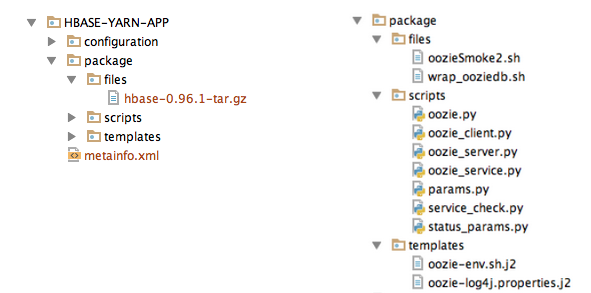 HBASE-YARN-APP
configuration
package
files
hbase-0.96.1-tar.gz
scripts
templates
metainfo.xml
package
files
oozieSmoke2.sh
wrap_ooziedb.sh
scripts
oozie.py
oozie_client.py
oozie_server.py
oozie_service.py
params.py
service_check.py
status_params.py
templates
oozie-env.sh.j2
oozie-log4j.properties.j2